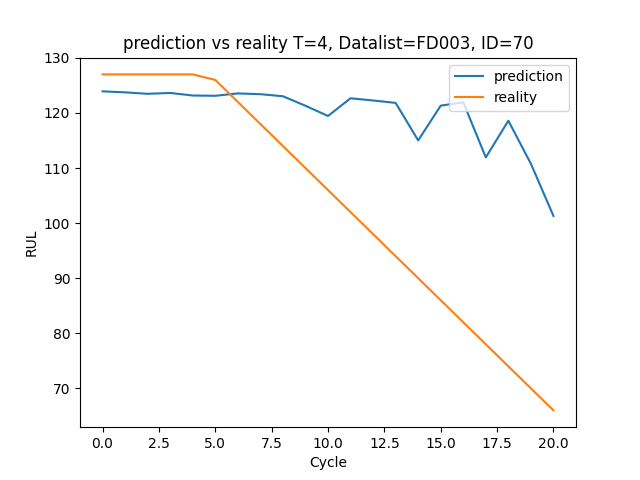 prediction vs reality T=4, Datalist=FD003, ID=70
130
120
110
100
90
80
70
RUL
prediction
reality
0.0 2.5 5.0 7.5 10.0 12.5 15.0 17.5 20.0
Cycle